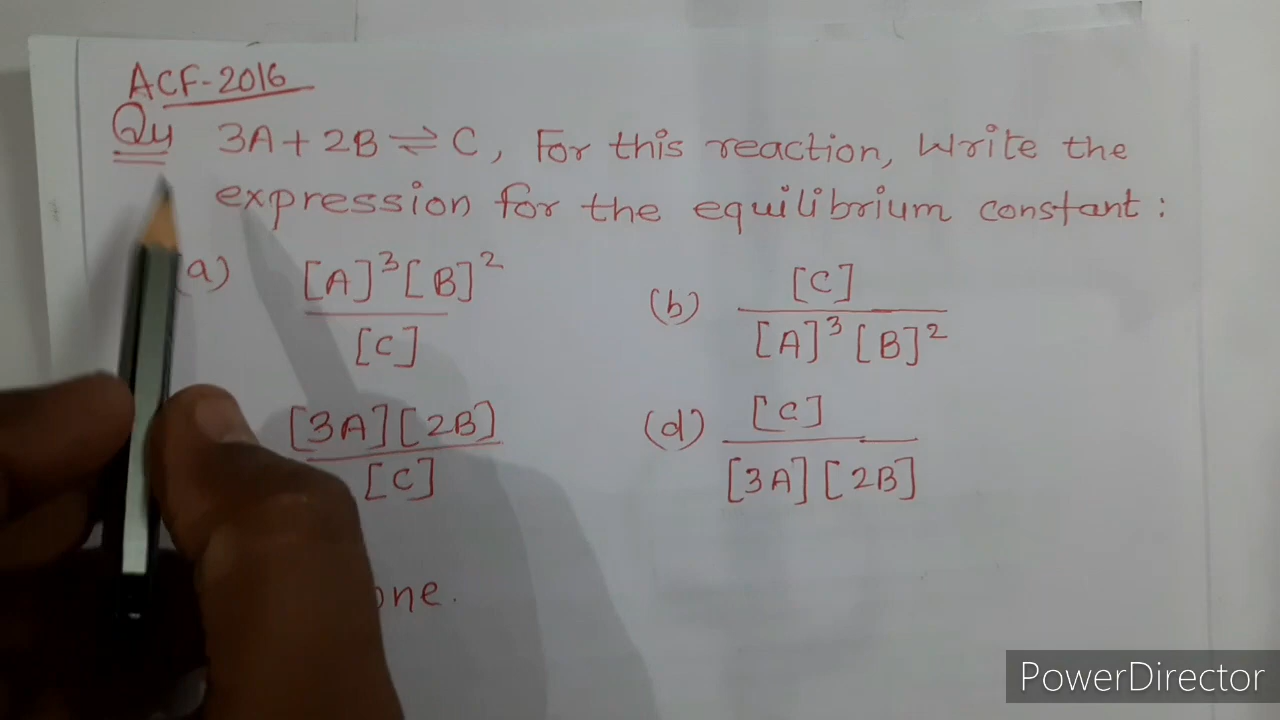 ACF-2016
Q4 3A + 2B ⇌ C, For this reaction, Write the
expression for the equilibrium constant :
a) [A]³[B]² / [C]
(b) [C] / [A]³[B]²
[3A][2B] / [C]
(d) [C] / [3A][2B]
PowerDirector